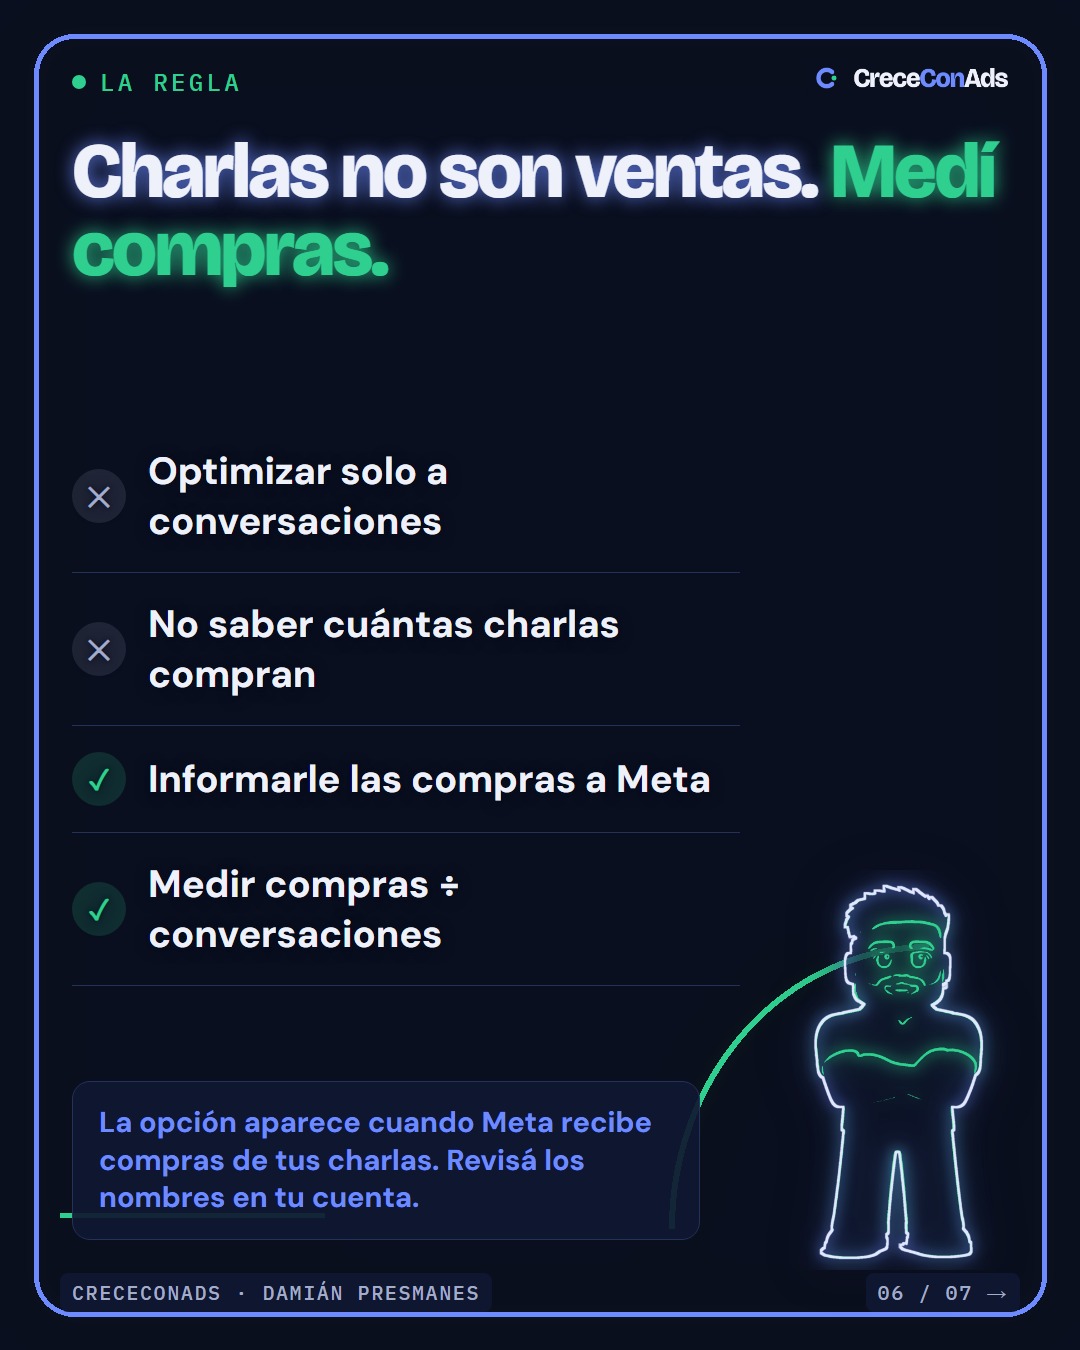 LA REGLA
CreceConAds
Charlas no son ventas. Medí
compras.
Optimizar solo a
conversaciones
No saber cuántas charlas
compran
Informarle las compras a Meta
Medir compras ÷
conversaciones
La opción aparece cuando Meta recibe
compras de tus charlas. Revisá los
nombres en tu cuenta.
CRECECONADS · DAMIÁN PRESMANES
06 / 07 →